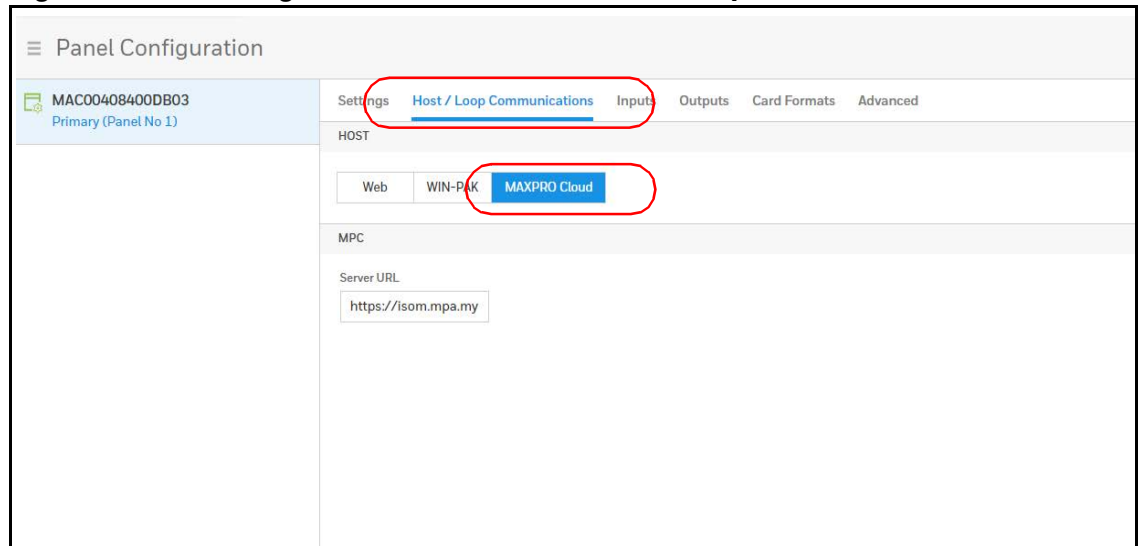 Panel Configuration
MAC00408400DB03
Primary (Panel No 1)
Settings Host / Loop Communications Inputs Outputs Card Formats Advanced
HOST
Web WIN-PAK MAXPRO Cloud
MPC
Server URL
https://isom.mpa.my